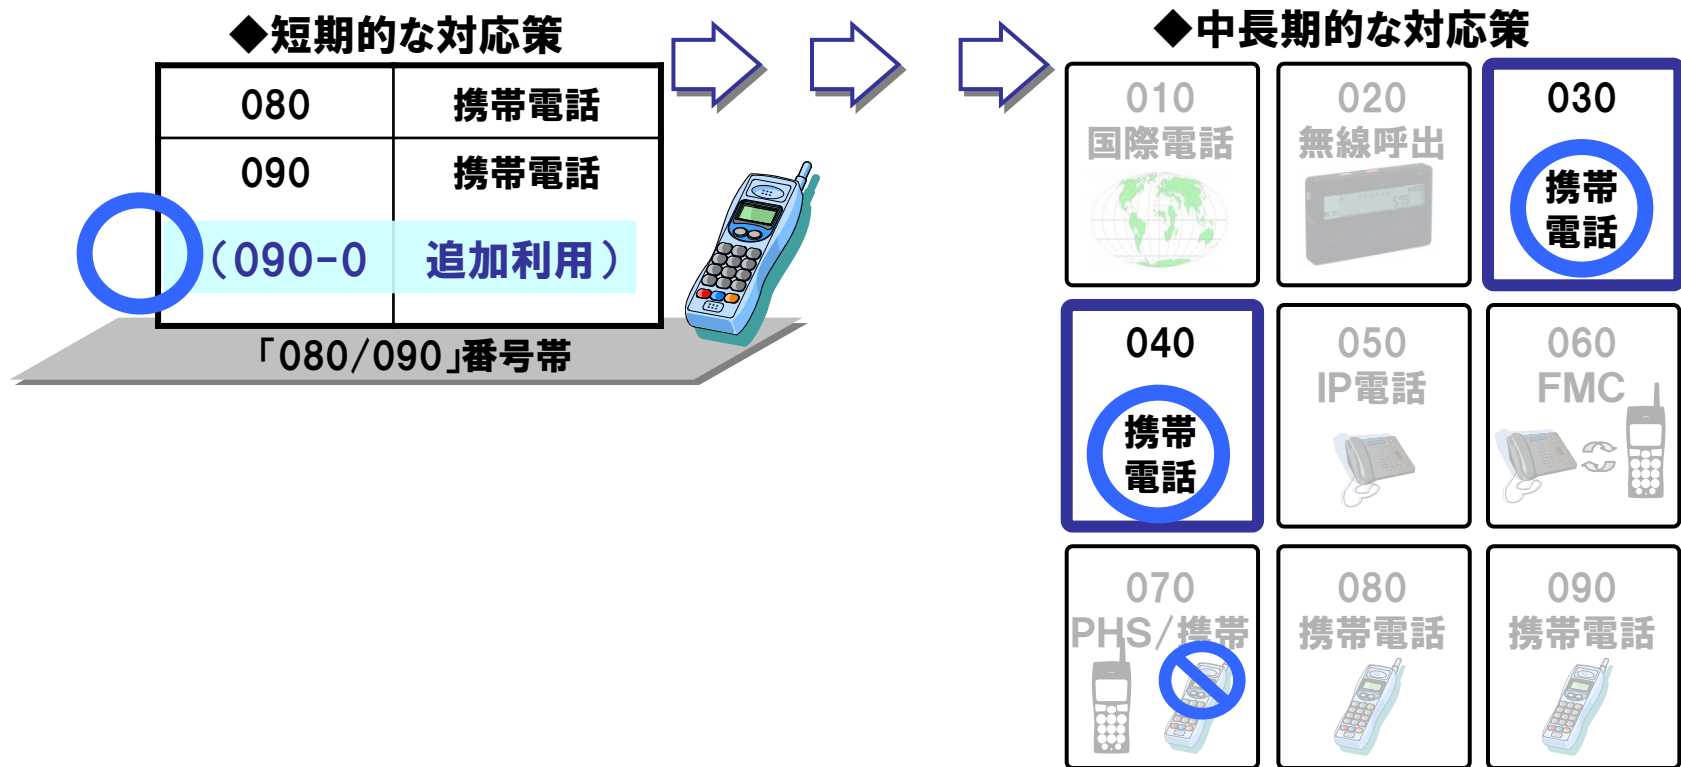 ◆短期的な対応策
080 携帯電話
090 携帯電話
（090-0 追加利用）
「080/090」番号帯
◆中長期的な対応策
010
国際電話
020
無線呼出
030
携帯
電話
040
携帯
電話
050
IP電話
060
FMC
070
PHS/携帯
080
携帯電話
090
携帯電話